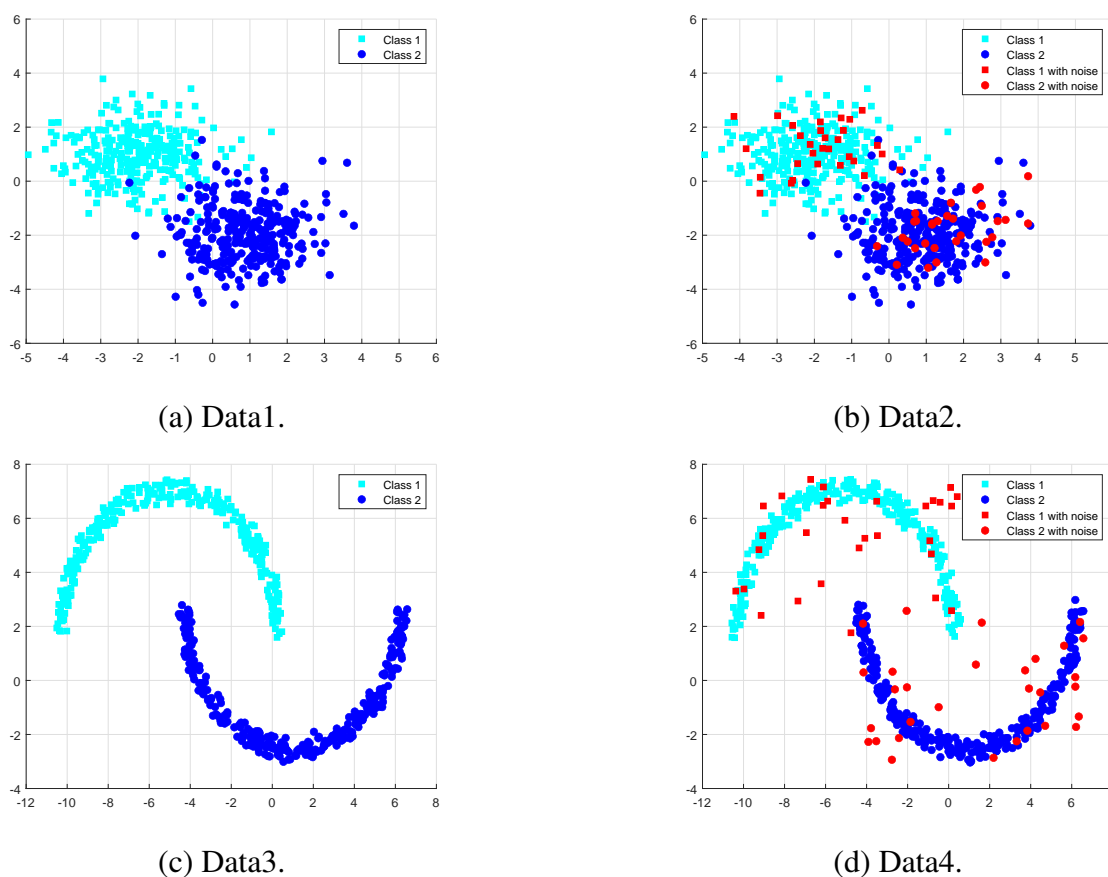 6
4
2
0
-2
-4
-6
-5 -4 -3 -2 -1 0 1 2 3 4 5 6
Class 1
Class 2
(a) Data1.
6
4
2
0
-2
-4
-6
-5 -4 -3 -2 -1 0 1 2 3 4 5
Class 1
Class 2
Class 1 with noise
Class 2 with noise
(b) Data2.
8
6
4
2
0
-2
-4
-12 -10 -8 -6 -4 -2 0 2 4 6 8
Class 1
Class 2
(c) Data3.
8
6
4
2
0
-2
-4
-12 -10 -8 -6 -4 -2 0 2 4 6
Class 1
Class 2
Class 1 with noise
Class 2 with noise
(d) Data4.